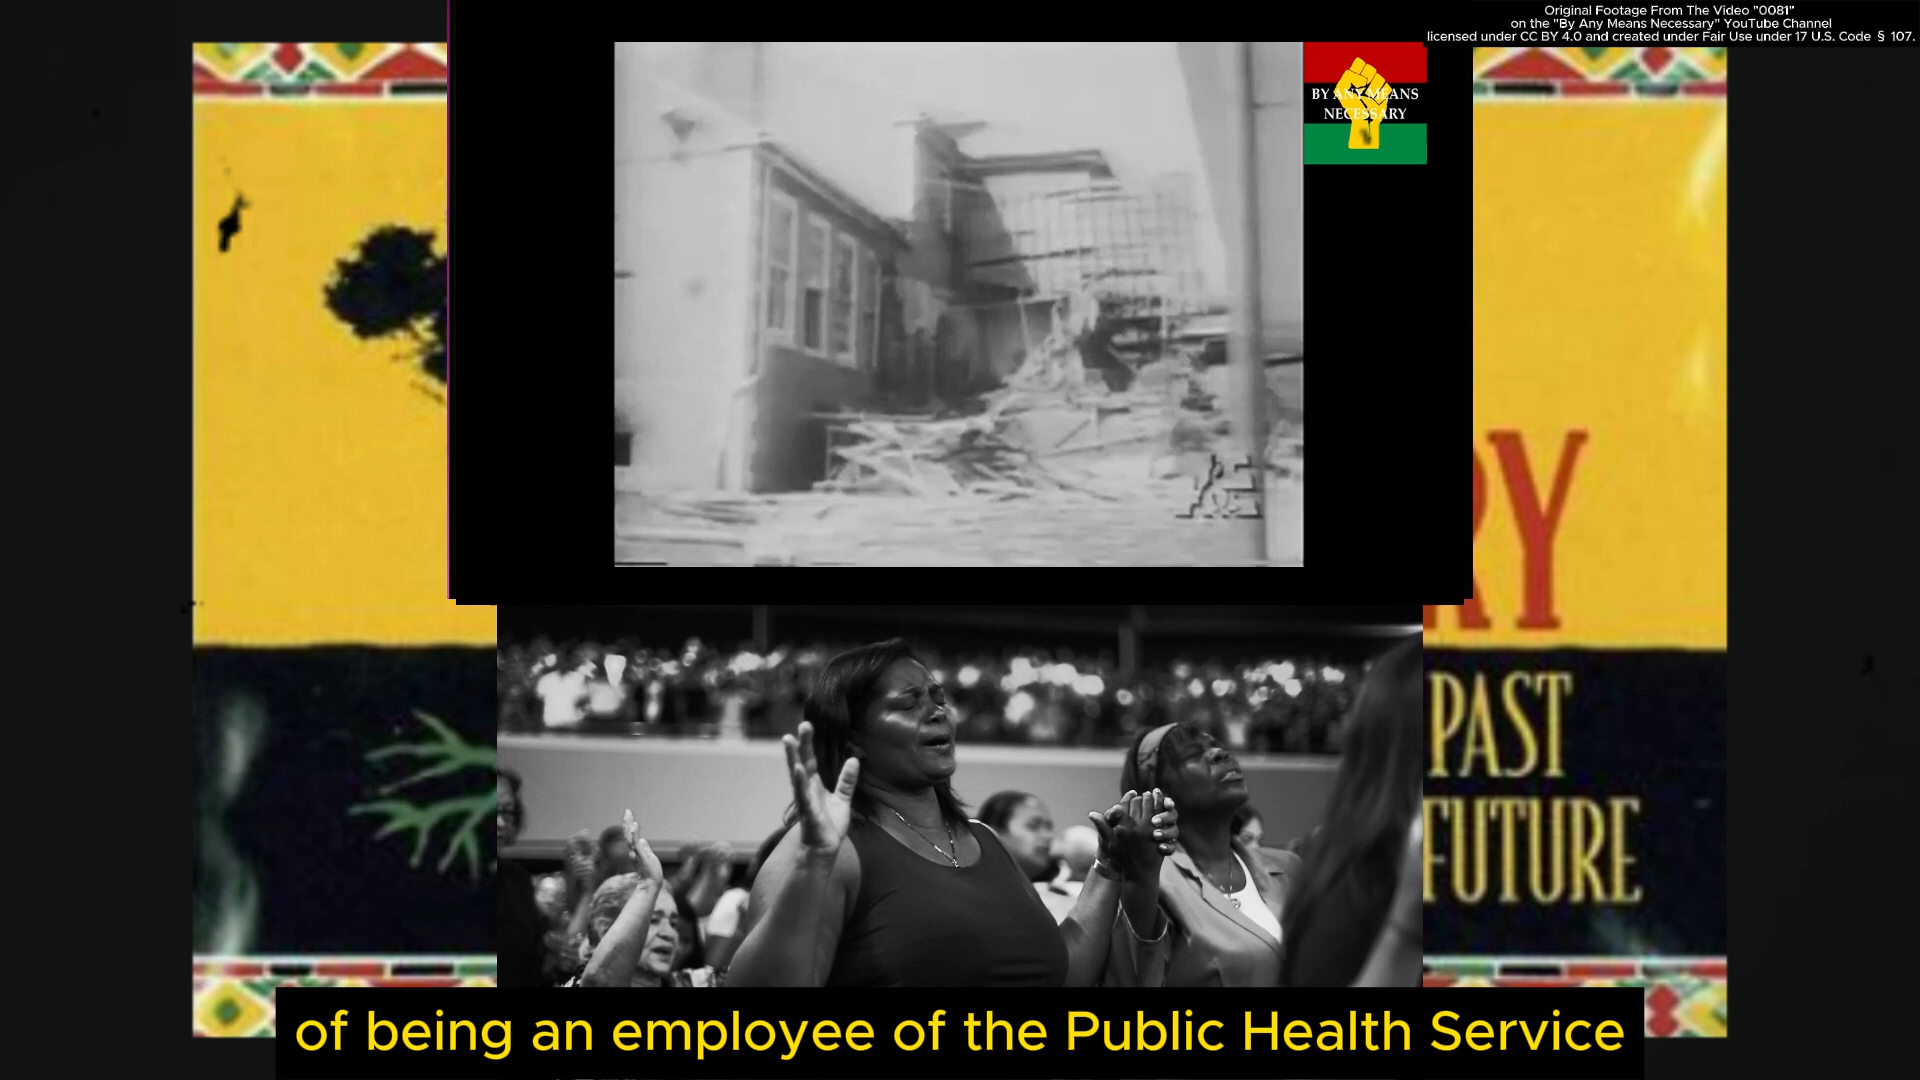 Original Footage From The Video "0081"
on the "By Any Means Necessary" YouTube Channel
licensed under CC BY 4.0 and created under Fair Use under 17 U.S. Code § 107.
BY ANY MEANS
NECESSARY
RY
PAST
FUTURE
of being an employee of the Public Health Service